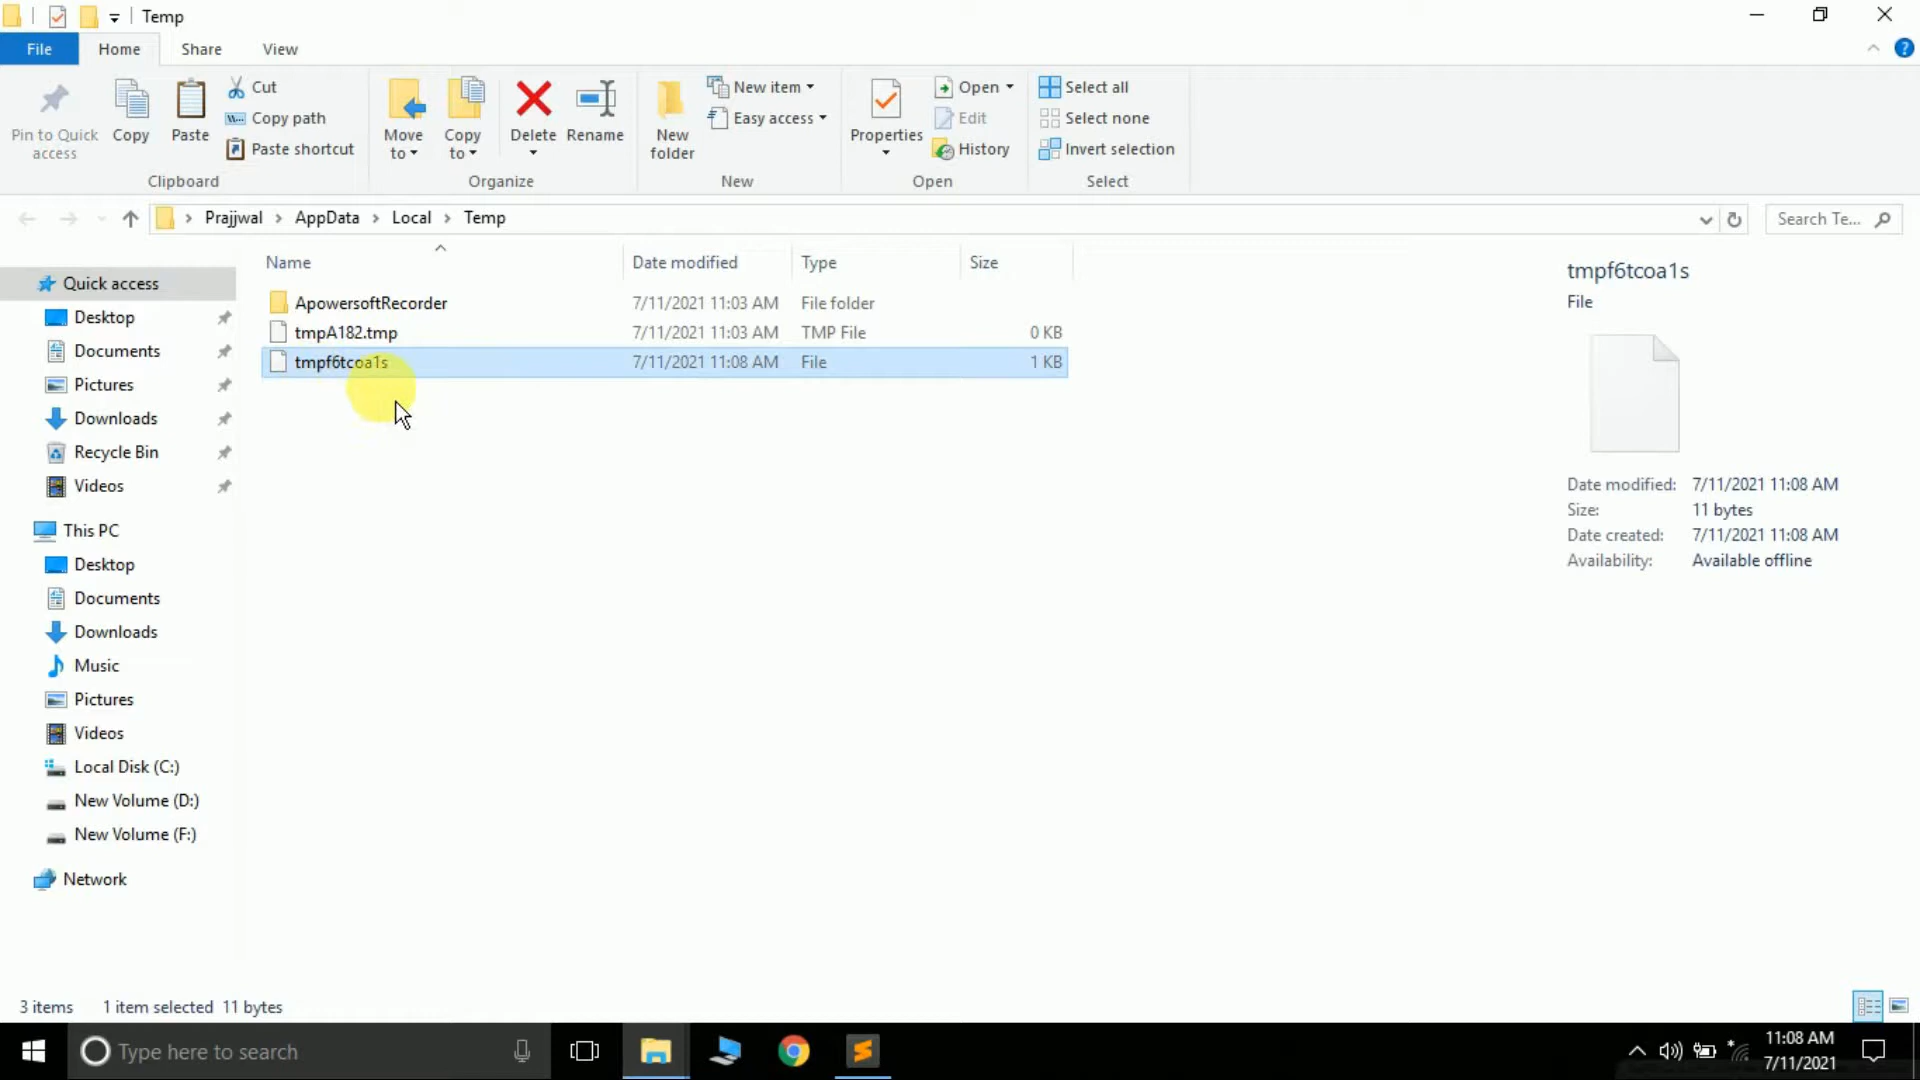 Temp
File Home Share View
Pin to Quick access
Copy
Paste
Cut
Copy path
Paste shortcut
Clipboard
Move to
Copy to
Delete
Rename
Organize
New folder
New item
Easy access
New
Properties
Open
Edit
History
Open
Select all
Select none
Invert selection
Select
Prajjwal > AppData > Local > Temp
Search Te...
Name Date modified Type Size
ApowersoftRecorder 7/11/2021 11:03 AM File folder
tmpA182.tmp 7/11/2021 11:03 AM TMP File 0 KB
tmpf6tcoa1s 7/11/2021 11:08 AM File 1 KB
Quick access
Desktop
Documents
Pictures
Downloads
Recycle Bin
Videos
This PC
Desktop
Documents
Downloads
Music
Pictures
Videos
Local Disk (C:)
New Volume (D:)
New Volume (F:)
Network
tmpf6tcoa1s
File
Date modified: 7/11/2021 11:08 AM
Size: 11 bytes
Date created: 7/11/2021 11:08 AM
Availability: Available offline
3 items 1 item selected 11 bytes
Type here to search
11:08 AM
7/11/2021